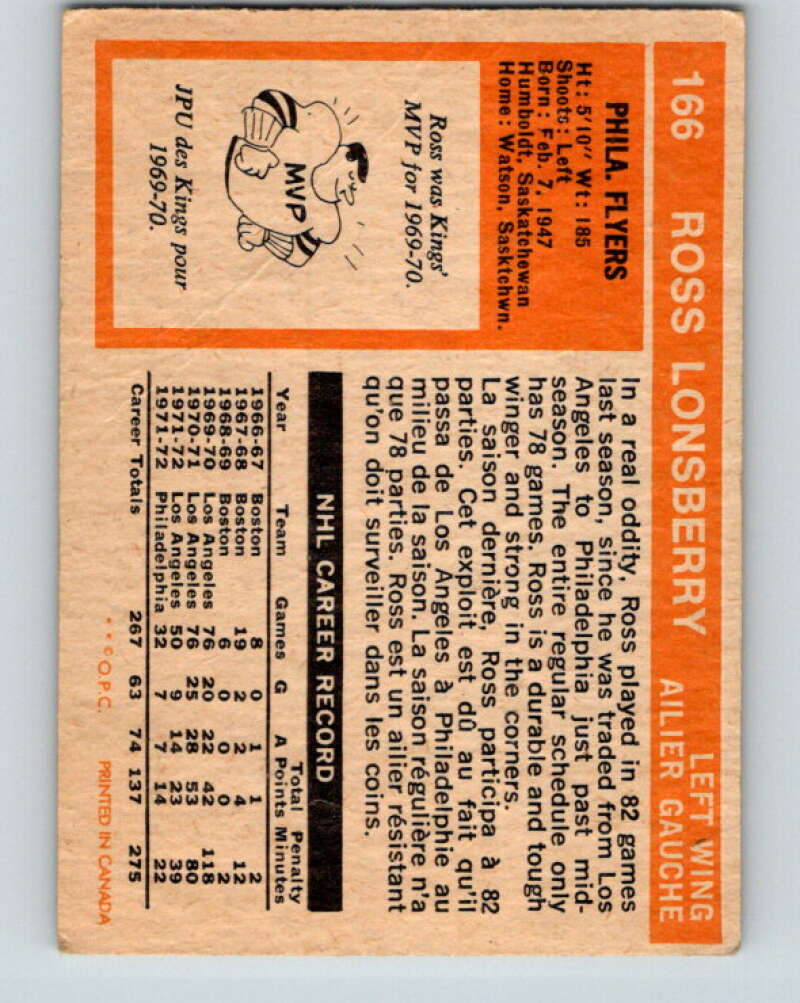 166 ROSS LONSBERRY LEFT WING
AILIER GAUCHE
PHILA. FLYERS
Ht: 5'10" Wt: 185
Shoots: Left
Born: Feb. 7, 1947
Humboldt, Saskatchewan
Home: Watson, Sasktchwn.
Ross was Kings'
MVP for 1969-70.
MVP
JPU des Kings pour
1969-70.
In a real oddity, Ross played in 82 games
last season, since he was traded from Los
Angeles to Philadelphia just past mid-
season. The entire regular schedule only
has 78 games. Ross is a durable and tough
winger and strong in the corners.
La saison dernière, Ross participa à 82
parties. Cet exploit est dû au fait qu'il
passa de Los Angeles à Philadelphie au
milieu de la saison. La saison régulière n'a
que 78 parties. Ross est un ailier résistant
qu'on doit surveiller dans les coins.
NHL CAREER RECORD
Total Penalty
Year Team Games G A Points Minutes
1966-67 Boston 8 0 1 1 2
1967-68 Boston 19 2 2 4 12
1968-69 Boston 6 0 0 0 2
1969-70 Los Angeles 76 20 22 42 118
1970-71 Los Angeles 76 25 28 53 80
1971-72 Los Angeles 50 9 14 23 39
1971-72 Philadelphia 32 7 7 14 22
Career Totals 267 63 74 137 275
**© O.P.C. PRINTED IN CANADA